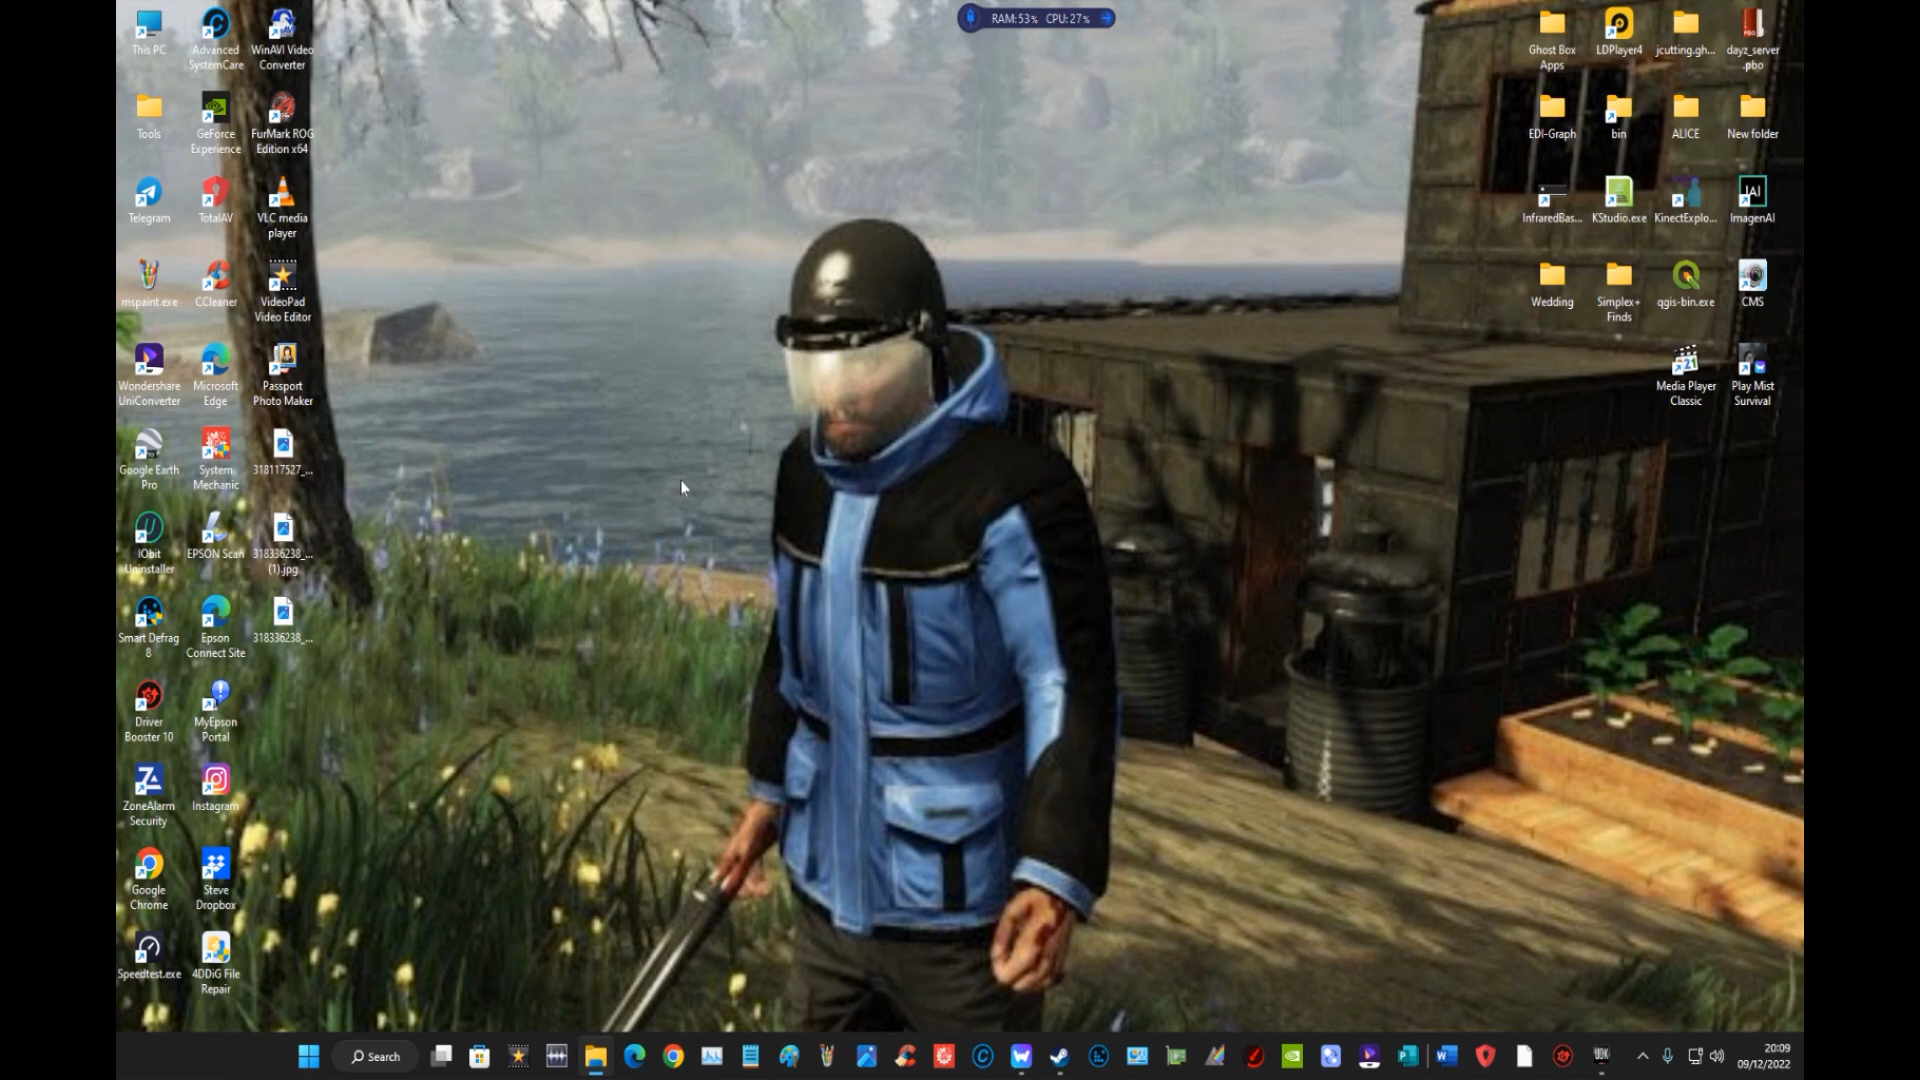 RAM:53% CPU:27%
This PC
Advanced
SystemCare
WinAVI Video
Converter
Tools
GeForce
Experience
FurMark ROG
Edition x64
Telegram
TotalAV
VLC media
player
mspaint.exe
CCleaner
VideoPad
Video Editor
Wondershare
UniConverter
Microsoft
Edge
Passport
Photo Maker
Google Earth
Pro
System
Mechanic
318117527_...
IObit
Uninstaller
EPSON Scan
318336238_...
(1).jpg
Smart Defrag
8
Epson
Connect Site
318336238_...
Driver
Booster 10
MyEpson
Portal
ZoneAlarm
Security
Instagram
Google
Chrome
Steve
Dropbox
Speedtest.exe
4DDiG File
Repair
Ghost Box
Apps
LDPlayer4
jcutting.gh...
dayz_server
.pbo
EDI-Graph
bin
ALICE
New folder
InfraredBas...
KStudio.exe
KinectExplo...
ImagenAI
Wedding
Simplex+
Finds
qgis-bin.exe
CMS
Media Player
Classic
Play Mist
Survival
Search
20:09
09/12/2022